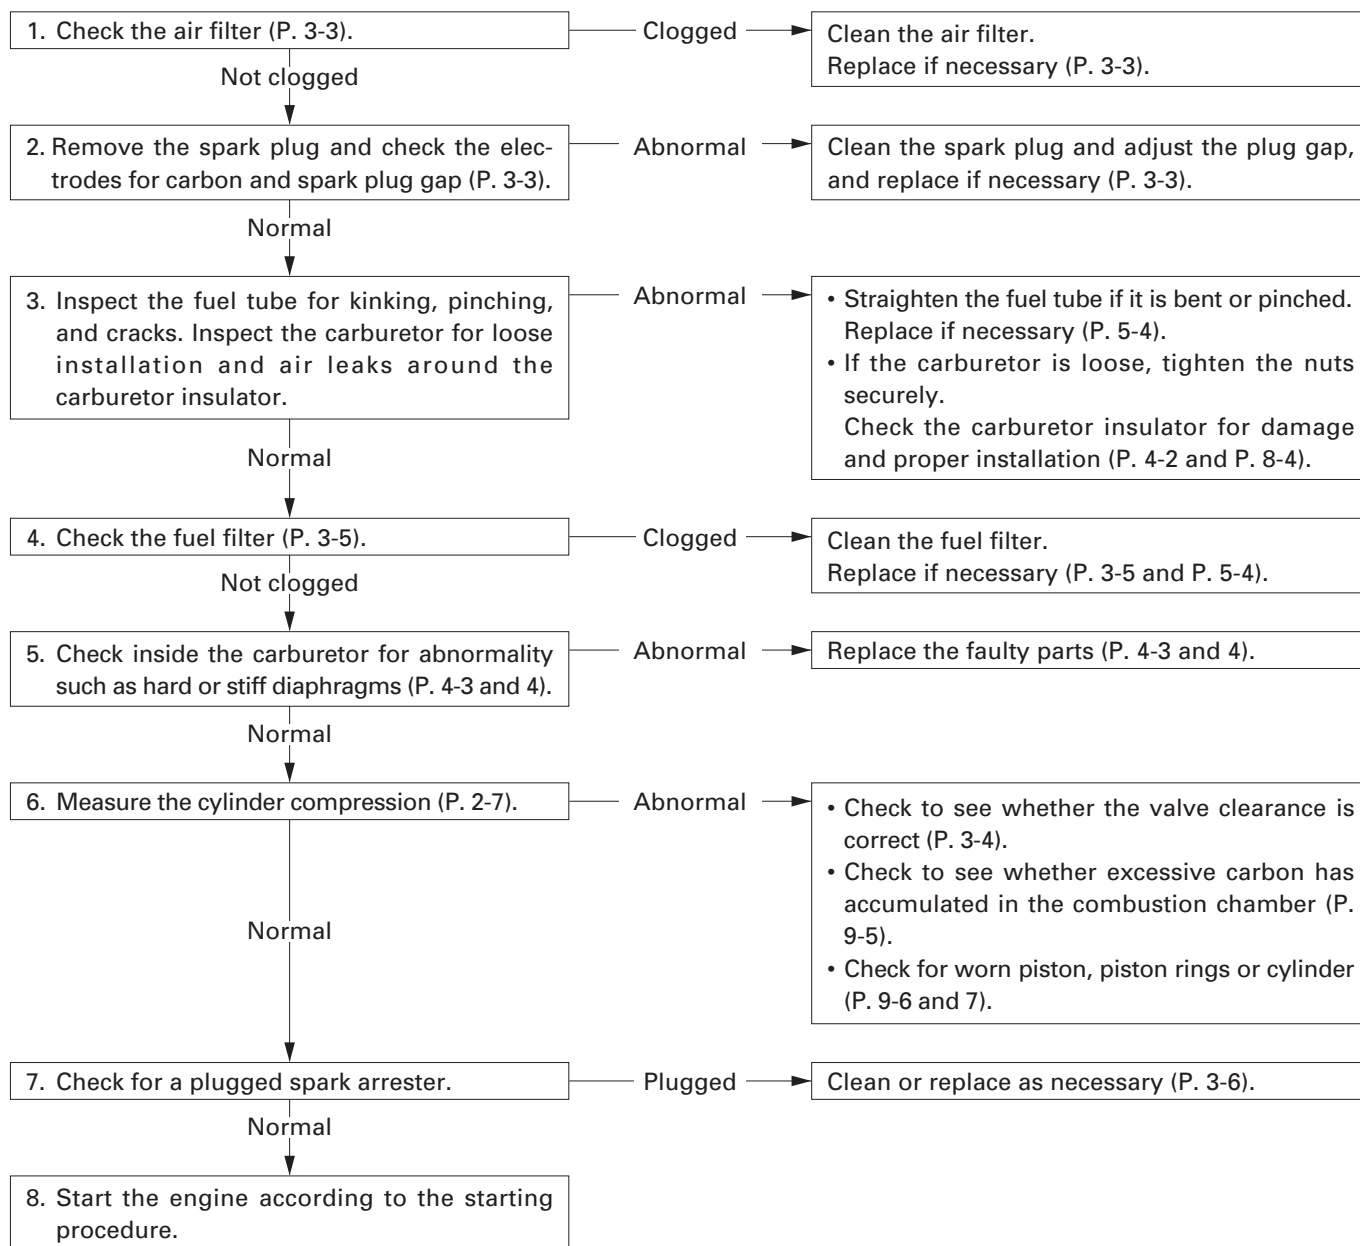 1. Check the air filter (P. 3-3).
Clogged
Clean the air filter.
Replace if necessary (P. 3-3).
Not clogged
2. Remove the spark plug and check the elec-
trodes for carbon and spark plug gap (P. 3-3).
Abnormal
Clean the spark plug and adjust the plug gap,
and replace if necessary (P. 3-3).
Normal
3. Inspect the fuel tube for kinking, pinching,
and cracks. Inspect the carburetor for loose
installation and air leaks around the
carburetor insulator.
Abnormal
• Straighten the fuel tube if it is bent or pinched.
Replace if necessary (P. 5-4).
• If the carburetor is loose, tighten the nuts
securely.
Check the carburetor insulator for damage
and proper installation (P. 4-2 and P. 8-4).
Normal
4. Check the fuel filter (P. 3-5).
Clogged
Clean the fuel filter.
Replace if necessary (P. 3-5 and P. 5-4).
Not clogged
5. Check inside the carburetor for abnormality
such as hard or stiff diaphragms (P. 4-3 and 4).
Abnormal
Replace the faulty parts (P. 4-3 and 4).
Normal
6. Measure the cylinder compression (P. 2-7).
Abnormal
• Check to see whether the valve clearance is
correct (P. 3-4).
• Check to see whether excessive carbon has
accumulated in the combustion chamber (P.
9-5).
• Check for worn piston, piston rings or cylinder
(P. 9-6 and 7).
Normal
7. Check for a plugged spark arrester.
Plugged
Clean or replace as necessary (P. 3-6).
Normal
8. Start the engine according to the starting
procedure.